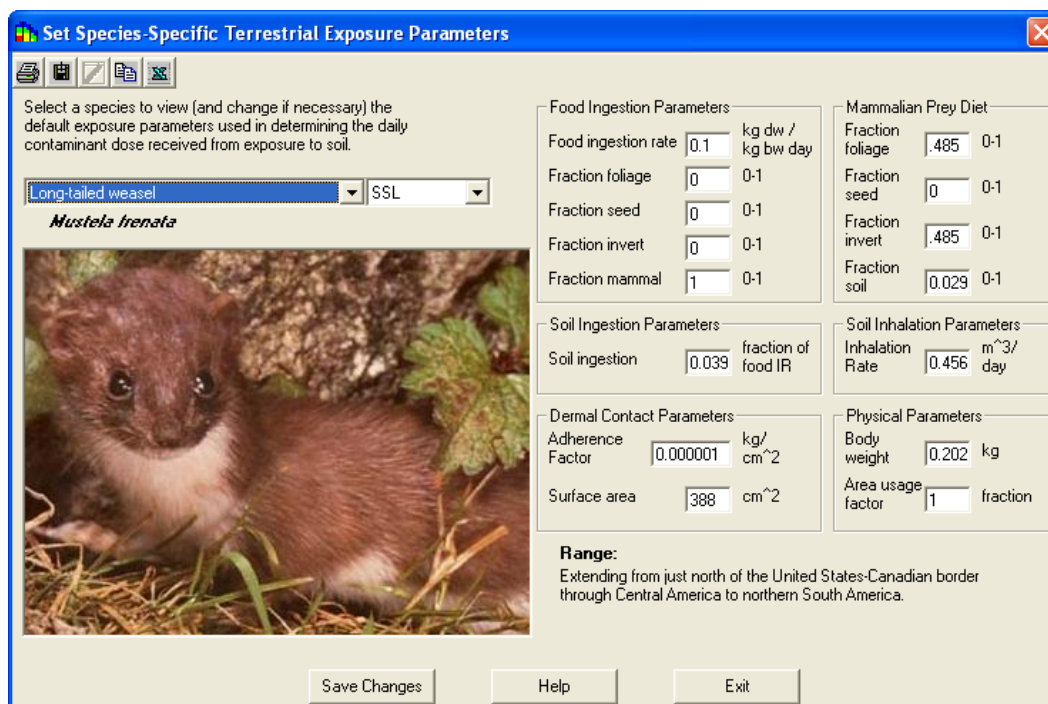 Set Species-Specific Terrestrial Exposure Parameters
Select a species to view (and change if necessary) the
default exposure parameters used in determining the daily
contaminant dose received from exposure to soil.
Long-tailed weasel
SSL
Mustela frenata
Food Ingestion Parameters
Food ingestion rate 0.1 kg dw /
kg bw day
Fraction foliage 0 0-1
Fraction seed 0 0-1
Fraction invert 0 0-1
Fraction mammal 1 0-1
Mammalian Prey Diet
Fraction
foliage .485 0-1
Fraction
seed 0 0-1
Fraction
invert .485 0-1
Fraction
soil 0.029 0-1
Soil Ingestion Parameters
Soil ingestion 0.039 fraction of
food IR
Soil Inhalation Parameters
Inhalation
Rate 0.456 m^3/
day
Dermal Contact Parameters
Adherence
Factor 0.000001 kg/
cm^2
Surface area 388 cm^2
Physical Parameters
Body
weight 0.202 kg
Area usage
factor 1 fraction
Range:
Extending from just north of the United States-Canadian border
through Central America to northern South America.
Save Changes
Help
Exit